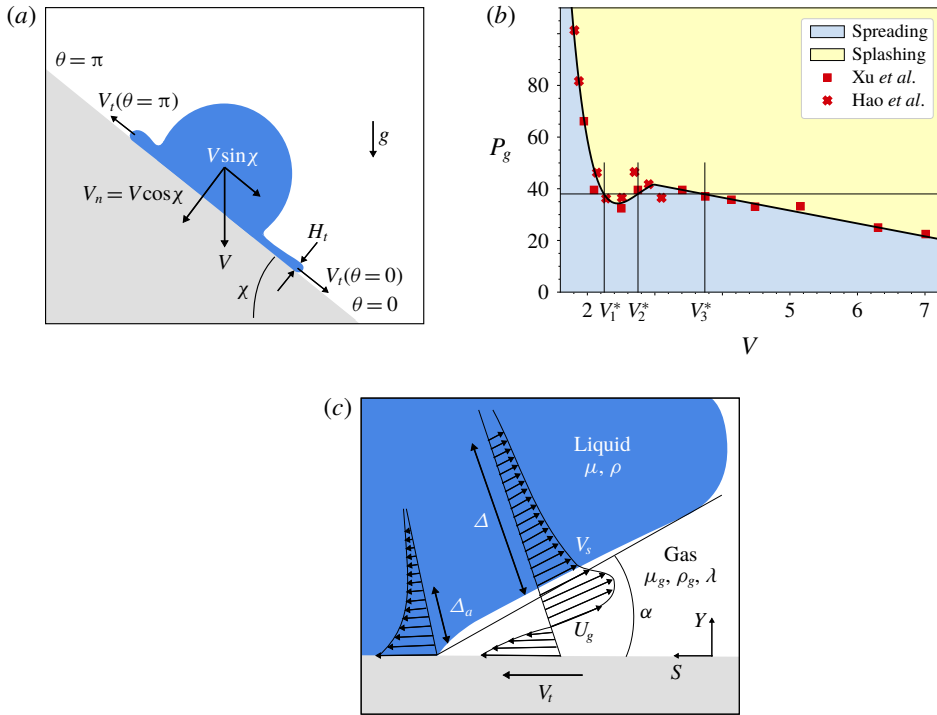 (a)
θ = π
V_t(θ = π)
V sin χ
g
V_n = V cos χ
H_t
V
V_t(θ = 0)
χ
θ = 0
(b)
Spreading
Splashing
Xu et al.
Hao et al.
80
60
P_g
40
20
0
2 V_1^* V_2^* V_3^* 5 6 7
V
(c)
Liquid
μ, ρ
Δ
V_s
Gas
μ_g, ρ_g, λ
Δ_a
α
Y
U_g
S
V_t